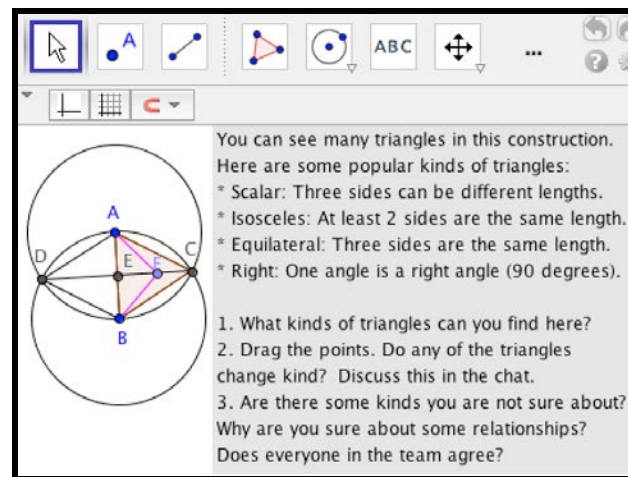 A
ABC
...
You can see many triangles in this construction.
Here are some popular kinds of triangles:
* Scalar: Three sides can be different lengths.
* Isosceles: At least 2 sides are the same length.
* Equilateral: Three sides are the same length.
* Right: One angle is a right angle (90 degrees).
A
D
E
F
C
B
1. What kinds of triangles can you find here?
2. Drag the points. Do any of the triangles
change kind? Discuss this in the chat.
3. Are there some kinds you are not sure about?
Why are you sure about some relationships?
Does everyone in the team agree?